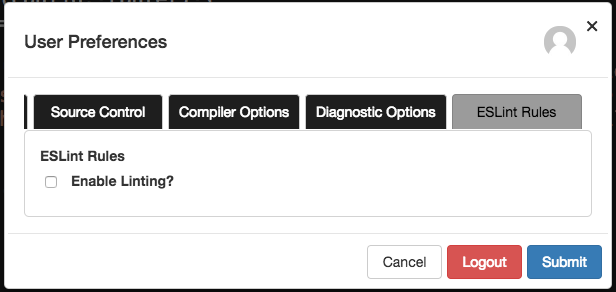 User Preferences
×
Source Control
Compiler Options
Diagnostic Options
ESLint Rules
ESLint Rules
Enable Linting?
Cancel
Logout
Submit